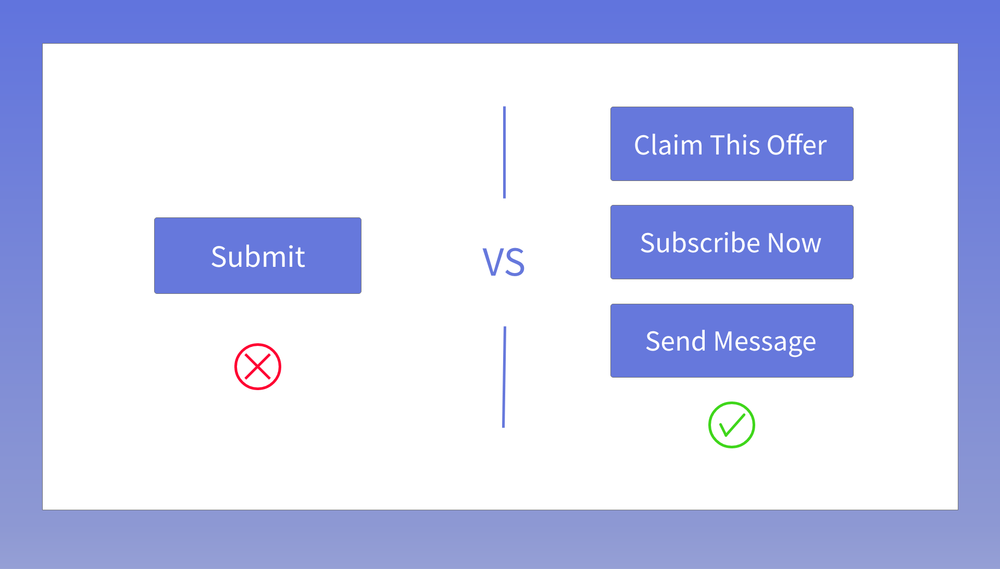 Submit
VS
Claim This Offer
Subscribe Now
Send Message